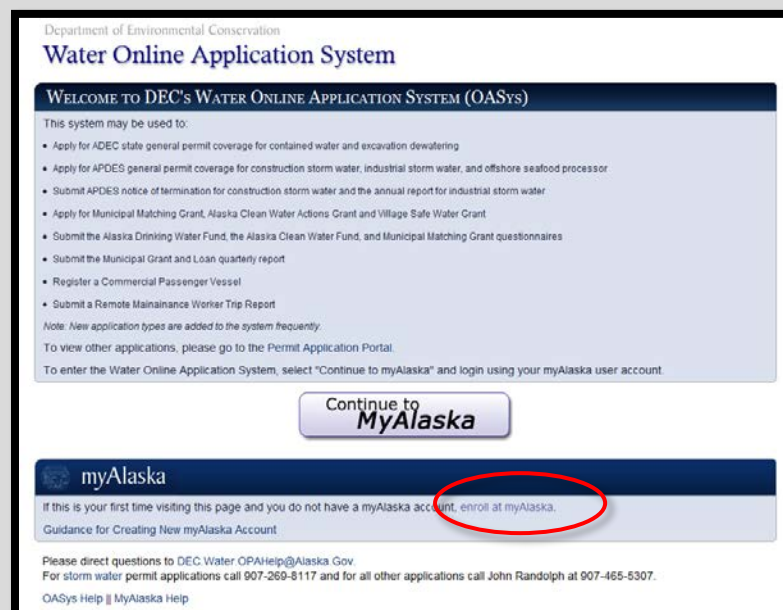 Department of Environmental Conservation
Water Online Application System
WELCOME TO DEC'S WATER ONLINE APPLICATION SYSTEM (OASYS)
This system may be used to:
• Apply for ADEC state general permit coverage for contained water and excavation dewatering
• Apply for APDES general permit coverage for construction storm water, industrial storm water, and offshore seafood processor
• Submit APDES notice of termination for construction storm water and the annual report for industrial storm water
• Apply for Municipal Matching Grant, Alaska Clean Water Actions Grant and Village Safe Water Grant
• Submit the Alaska Drinking Water Fund, the Alaska Clean Water Fund, and Municipal Matching Grant questionnaires
• Submit the Municipal Grant and Loan quarterly report
• Register a Commercial Passenger Vessel
• Submit a Remote Mainainance Worker Trip Report
Note: New application types are added to the system frequently.
To view other applications, please go to the Permit Application Portal.
To enter the Water Online Application System, select "Continue to myAlaska" and login using your myAlaska user account.
Continue to
MyAlaska
myAlaska
If this is your first time visiting this page and you do not have a myAlaska account, enroll at myAlaska.
Guidance for Creating New myAlaska Account
Please direct questions to DEC.Water.OPAHelp@Alaska.Gov.
For storm water permit applications call 907-269-8117 and for all other applications call John Randolph at 907-465-5307.
OASys Help || MyAlaska Help